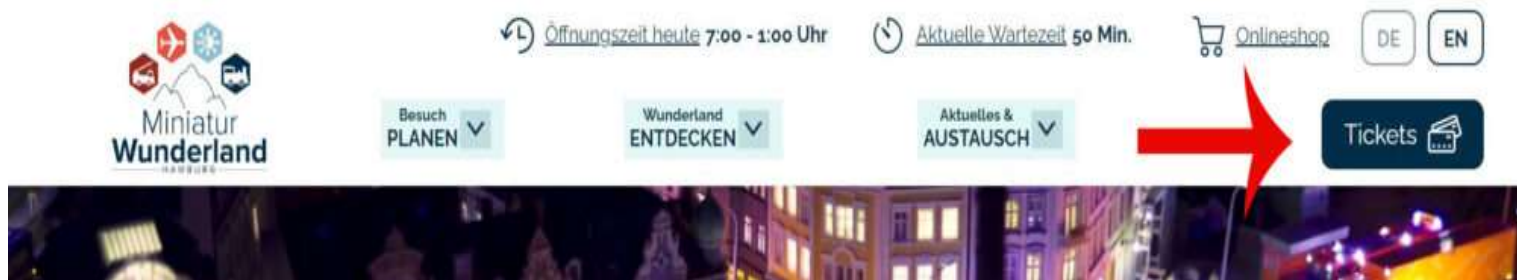 Öffnungszeit heute 7:00 - 1:00 Uhr
Aktuelle Wartezeit 50 Min.
Onlineshop
DE
EN
Miniatur
Wunderland
HAMBURG
Besuch
PLANEN
Wunderland
ENTDECKEN
Aktuelles &
AUSTAUSCH
Tickets